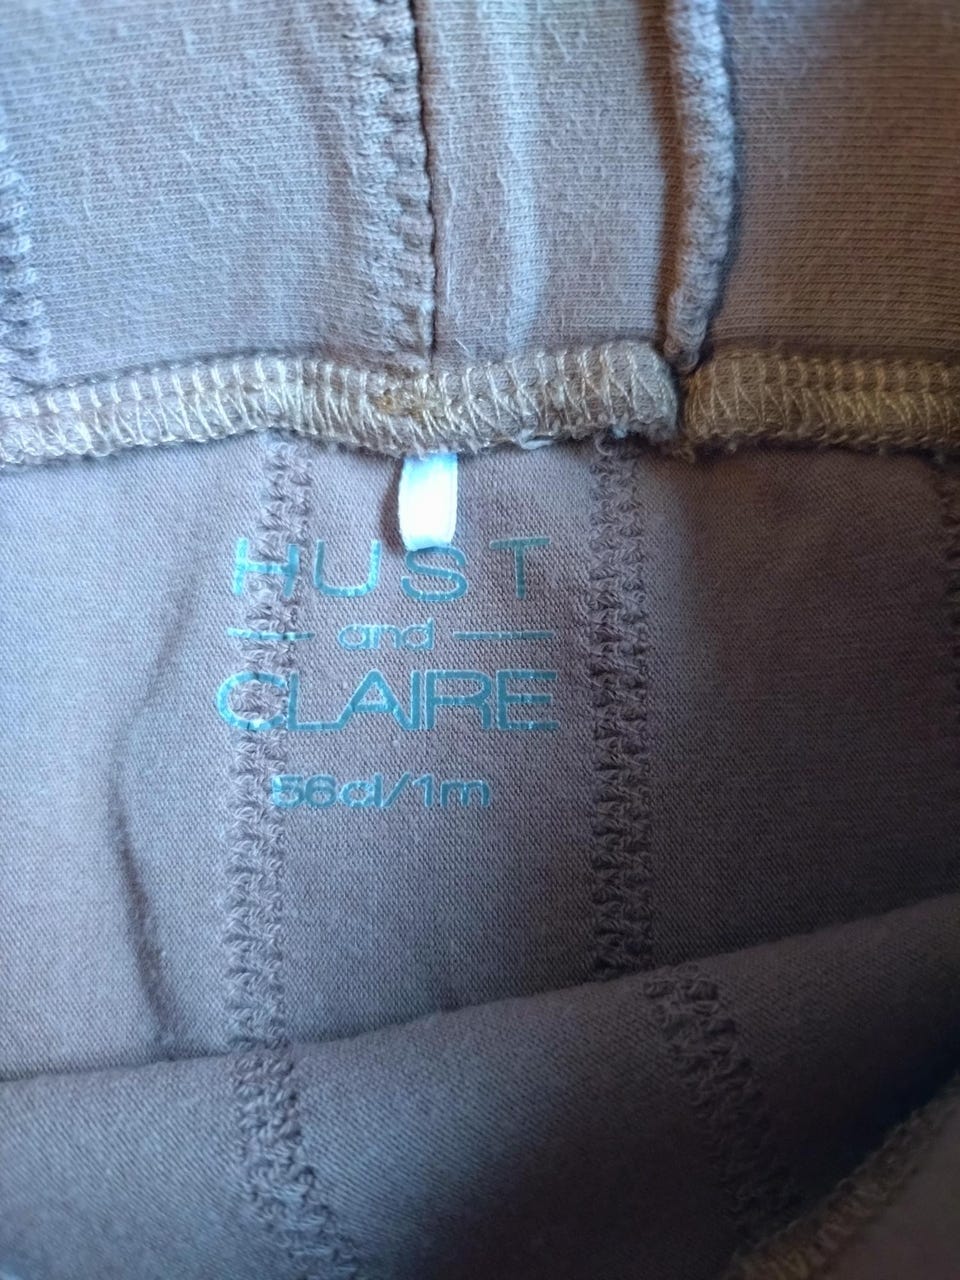 HUST
and
CLAIRE
56cl/1m